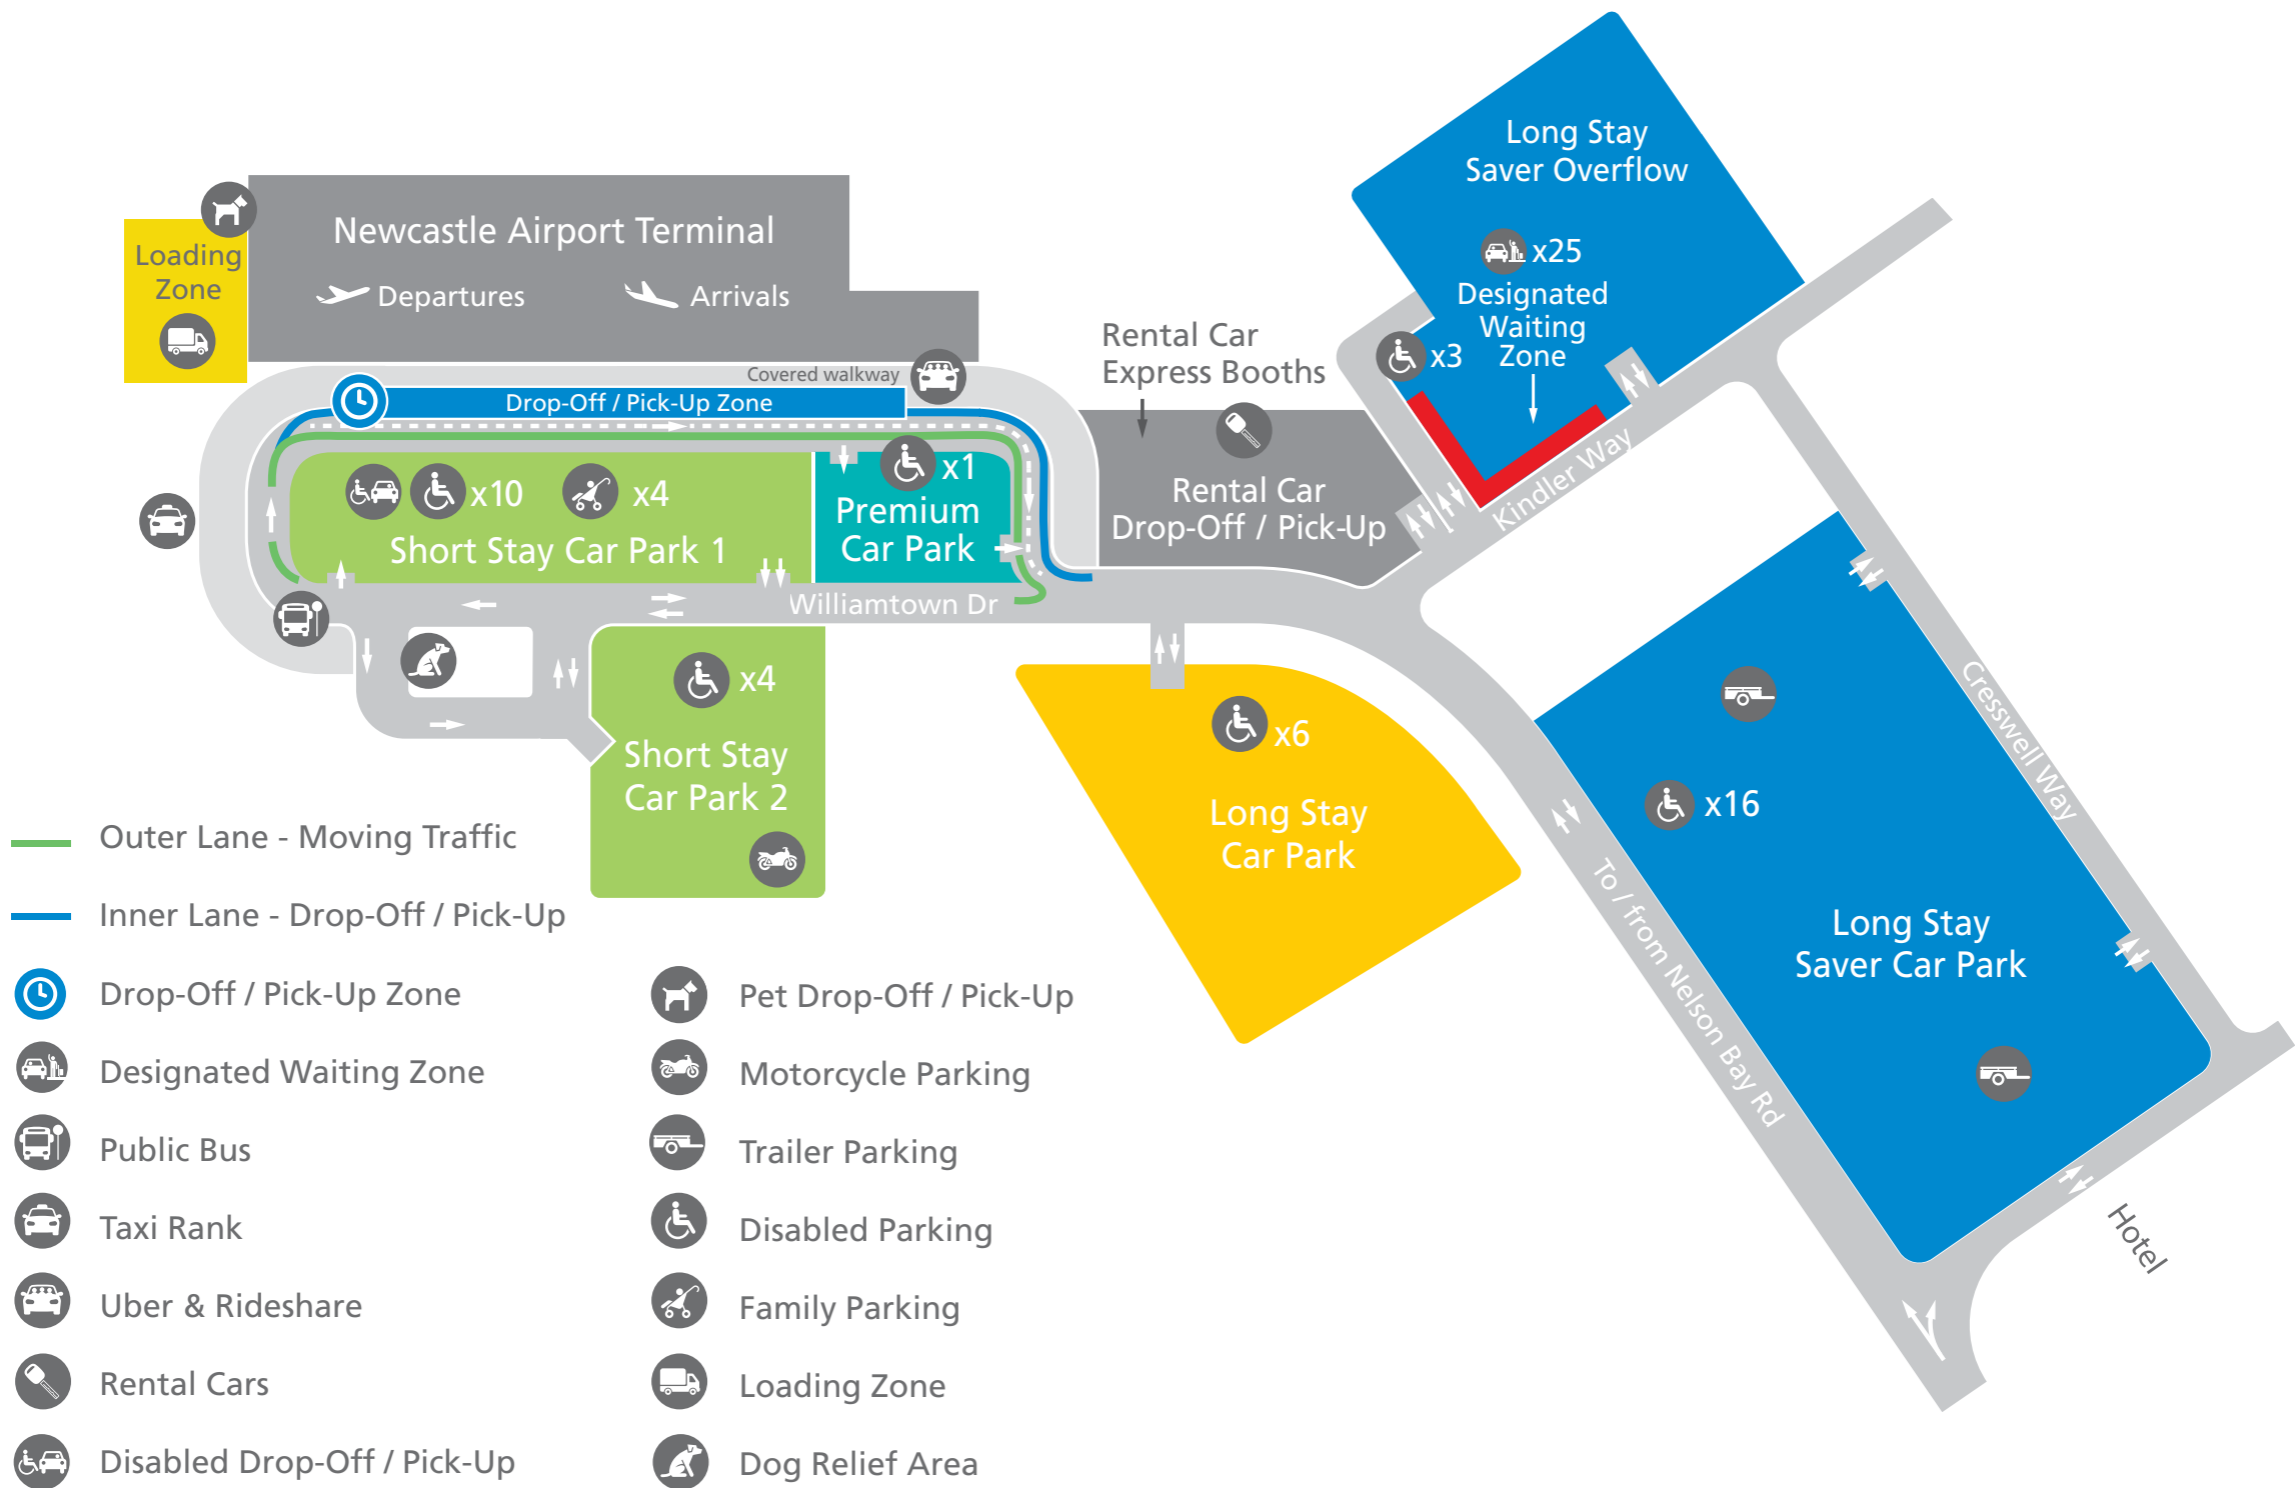 Long Stay
Saver Overflow
x25
Designated
Waiting
Zone
x3
Kindler Way
Newcastle Airport Terminal
Departures
Arrivals
Loading
Zone
Covered walkway
Drop-Off / Pick-Up Zone
Rental Car
Express Booths
Rental Car
Drop-Off / Pick-Up
x10
x4
Short Stay Car Park 1
x1
Premium
Car Park
Williamtown Dr
x4
Short Stay
Car Park 2
x6
Long Stay
Car Park
x16
Long Stay
Saver Car Park
Cresswell Way
To / from Nelson Bay Rd
Hotel
Outer Lane - Moving Traffic
Inner Lane - Drop-Off / Pick-Up
Drop-Off / Pick-Up Zone
Designated Waiting Zone
Public Bus
Taxi Rank
Uber & Rideshare
Rental Cars
Disabled Drop-Off / Pick-Up
Pet Drop-Off / Pick-Up
Motorcycle Parking
Trailer Parking
Disabled Parking
Family Parking
Loading Zone
Dog Relief Area